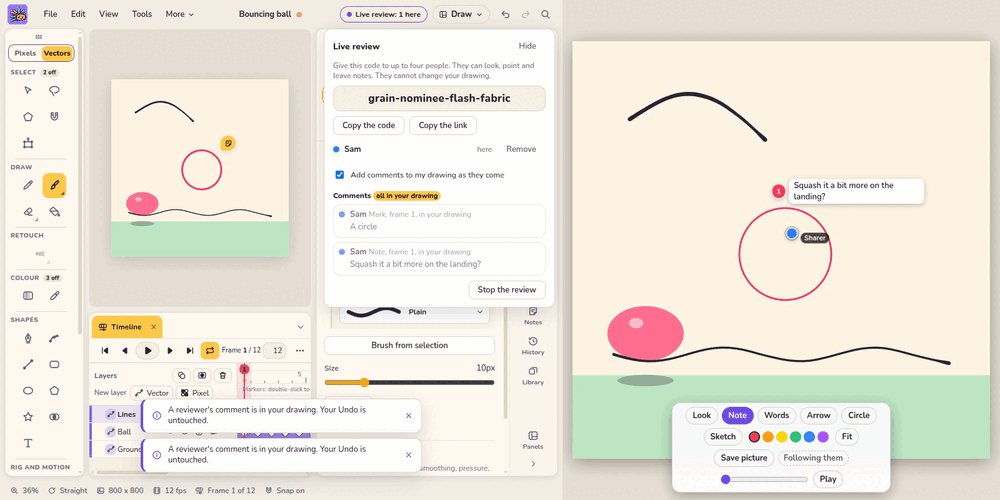 File Edit View Tools More
Bouncing ball
Live review: 1 here
Draw
Pixels Vectors
SELECT 2 off
DRAW
RETOUCH
COLOUR 3 off
SHAPES
RIG AND MOTION
Live review Hide
Give this code to up to four people. They can look, point and
leave notes. They cannot change your drawing.
grain-nominee-flash-fabric
Copy the code Copy the link
Sam here Remove
Add comments to my drawing as they come
Comments all in your drawing
Sam Mark, frame 1, in your drawing
A circle
Sam Note, frame 1, in your drawing
Squash it a bit more on the landing?
Stop the review
Plain
Brush from selection
Size 10px
Notes
History
Library
Panels
Timeline
Frame 1 / 12 12
Layers
New layer Vector Pixel
1
5
Markers: double-click to
Lines
Ball
Ground
A reviewer's comment is in your drawing. Your Undo is
untouched.
A reviewer's comment is in your drawing. Your Undo is
untouched.
smoothing, pressure,
36% Straight 800 x 800 12 fps Frame 1 of 12 Snap on
1
Squash it a bit more on the
landing?
Sharer
Look Note Words Arrow Circle
Sketch Fit
Save picture Following them
Play